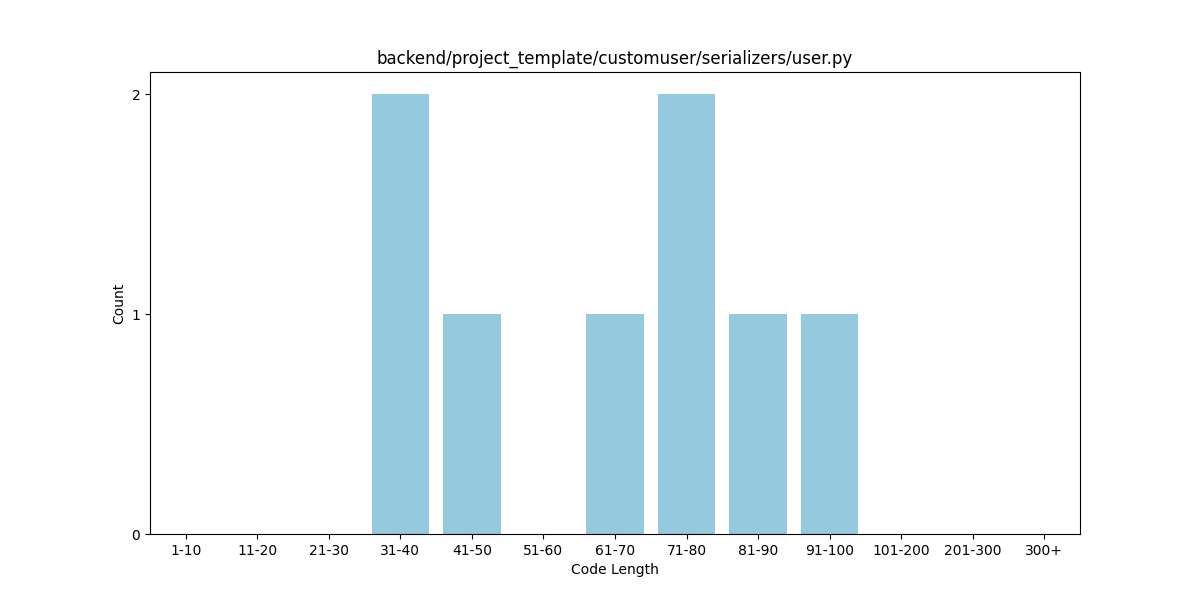 backend/project_template/customuser/serializers/user.py
2
1
0
Count
1-10 11-20 21-30 31-40 41-50 51-60 61-70 71-80 81-90 91-100 101-200 201-300 300+
Code Length